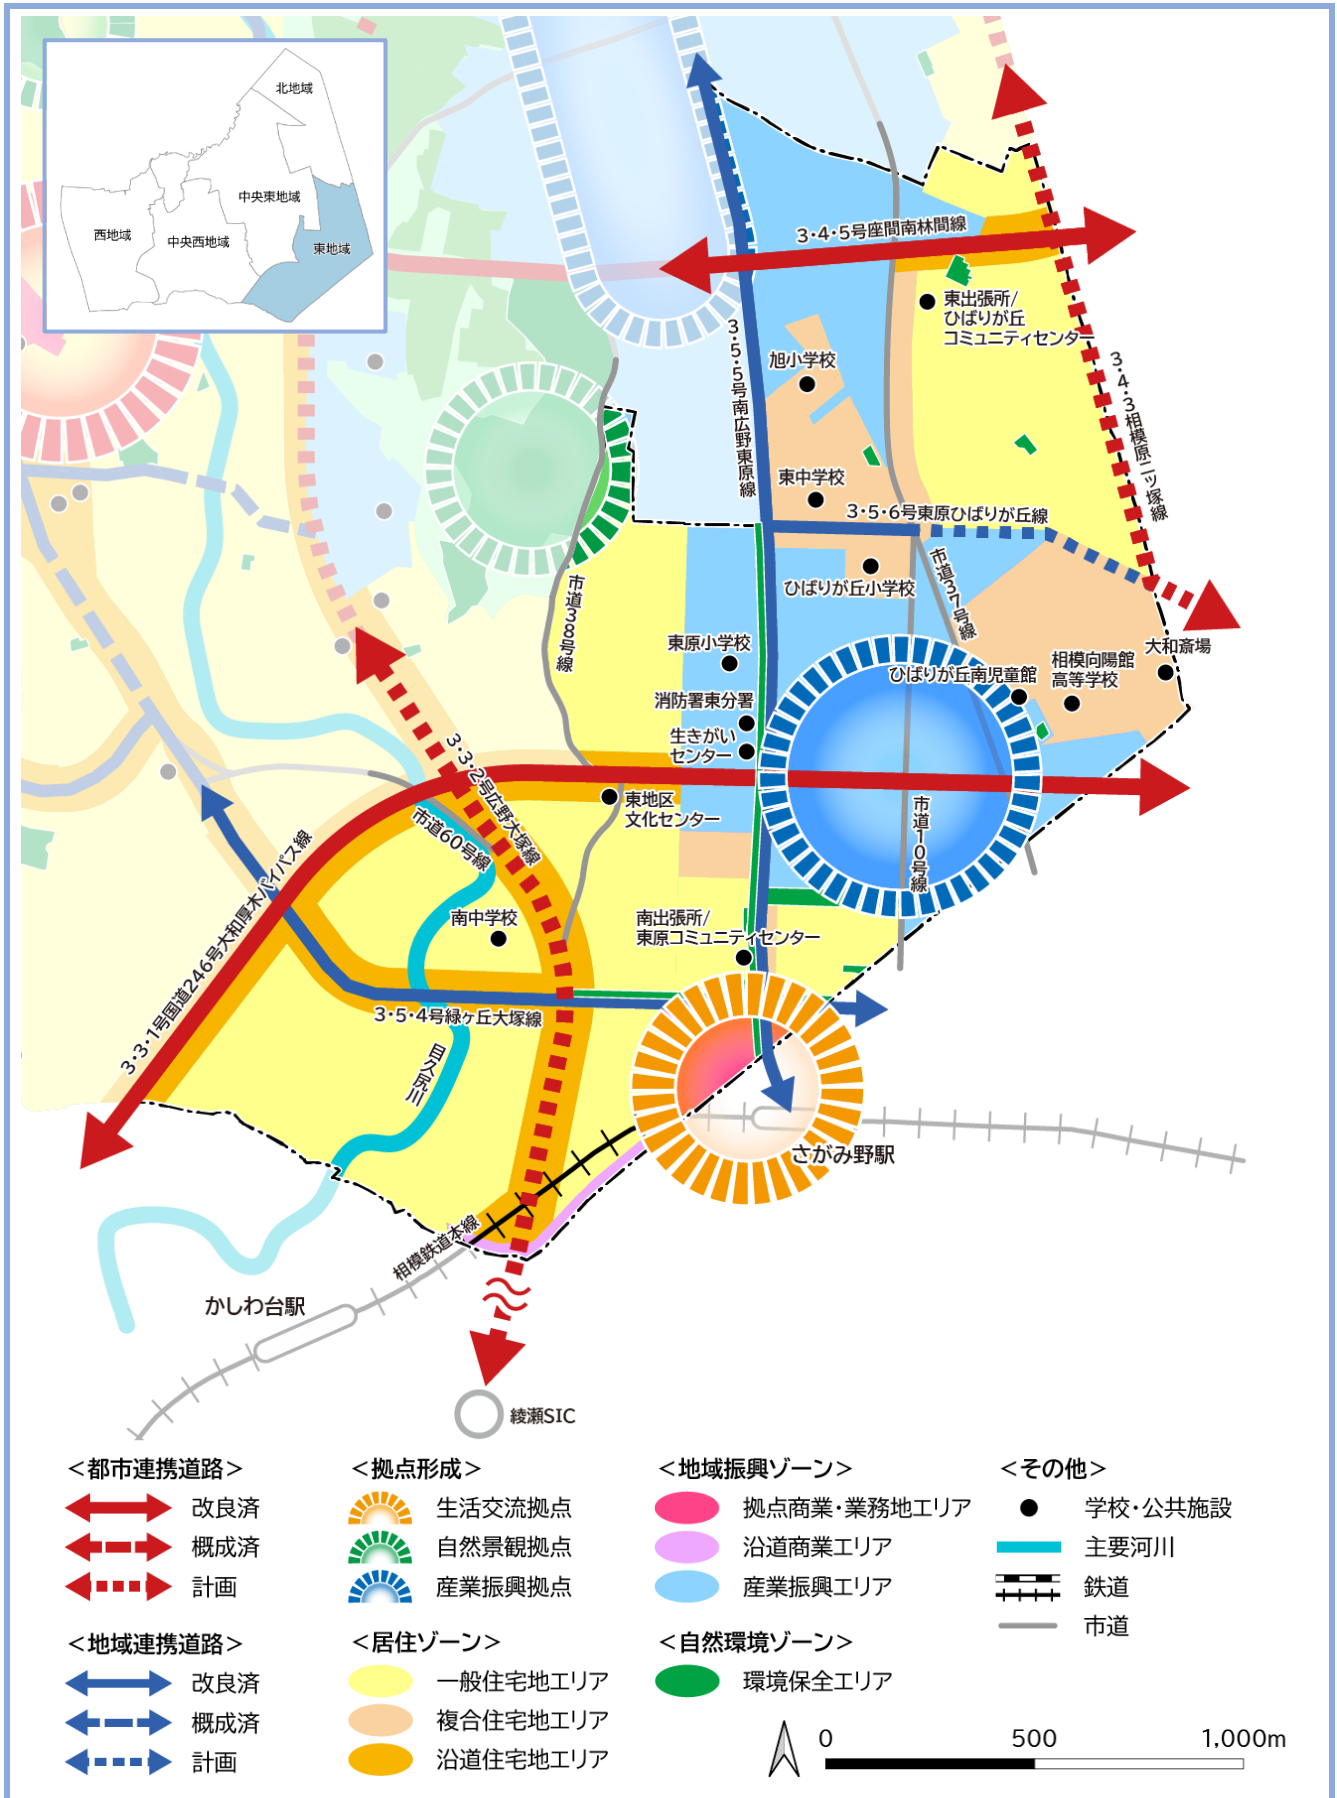 北地域
中央東地域
西地域
中央西地域
東地域
3・4・5号座間南林間線
東出張所/
ひばりが丘
コミュニティセンター
3・5・5号南広野東原線
旭小学校
3・4・3相模原二ッ塚線
東中学校
3・5・6号東原ひばりが丘線
市道37号線
ひばりが丘小学校
市道38号線
東原小学校
大和斎場
相模向陽館
高等学校
ひばりが丘南児童館
消防署東分署
生きがい
センター
3・3・2号広野大塚線
東地区
文化センター
市道10号線
市道60号線
3・3・1号国道246号大和厚木バイパス線
南中学校
南出張所/
東原コミュニティセンター
3・5・4号緑ヶ丘大塚線
目久尻川
さがみ野駅
相模鉄道本線
かしわ台駅
綾瀬SIC
＜都市連携道路＞
改良済
概成済
計画
＜地域連携道路＞
改良済
概成済
計画
＜拠点形成＞
生活交流拠点
自然景観拠点
産業振興拠点
＜居住ゾーン＞
一般住宅地エリア
複合住宅地エリア
沿道住宅地エリア
＜地域振興ゾーン＞
拠点商業・業務地エリア
沿道商業エリア
産業振興エリア
＜自然環境ゾーン＞
環境保全エリア
＜その他＞
学校・公共施設
主要河川
鉄道
市道
0 500 1,000m